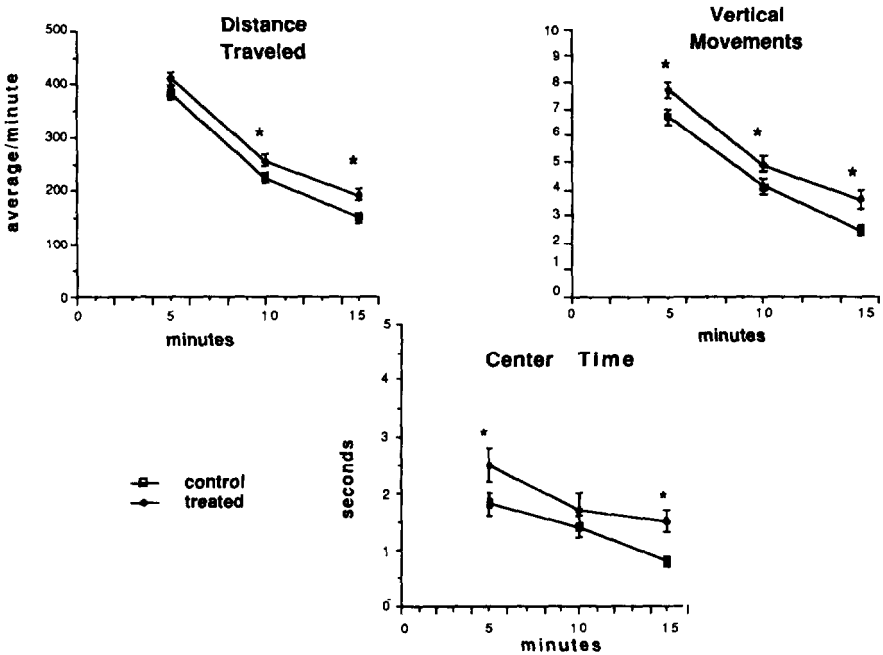 Distance
Traveled
average/minute
500
400
300
200
100
0
*
*
0 5 10 15
minutes
Vertical
Movements
10
9
8
7
6
5
4
3
2
1
0
*
*
*
0 5 10 15
minutes
Center Time
seconds
5
4
3
2
1
0
*
*
0 5 10 15
minutes
control
treated